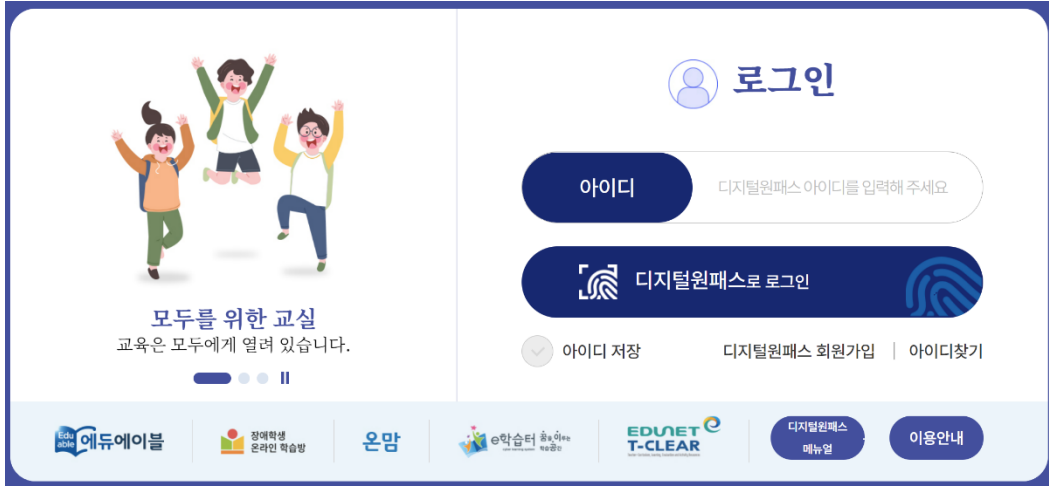 로그인
아이디 디지털원패스 아이디를 입력해 주세요
디지털원패스로 로그인
아이디 저장 디지털원패스 회원가입 | 아이디찾기
모두를 위한 교실
교육은 모두에게 열려 있습니다.
Edu able 에듀에이블
장애학생
온라인 학습방
온맘
e학습터
EDUNET
T-CLEAR
디지털원패스
메뉴얼
이용안내